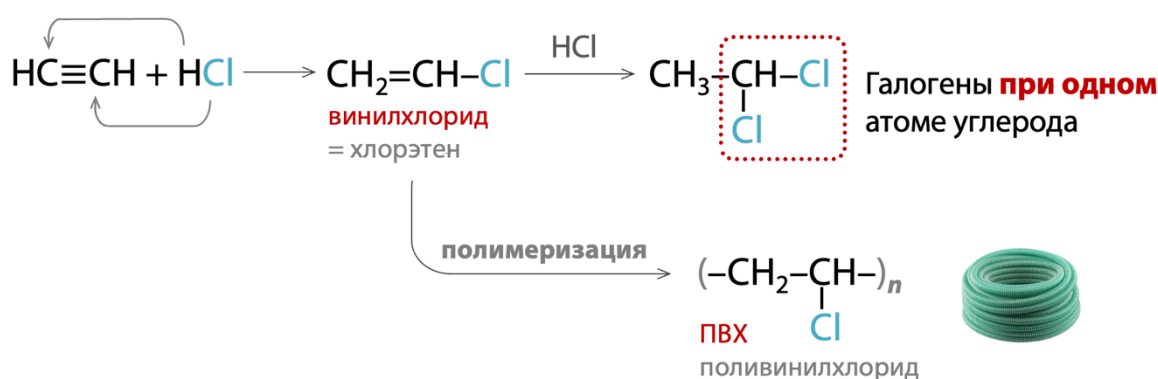 HC≡CH + HCl
CH₂=CH–Cl
винилхлорид
= хлорэтен
HCl
CH₃–CH–Cl
Cl
Галогены при одном
атоме углерода
полимеризация
(–CH₂–CH–)ₙ
Cl
ПВХ
поливинилхлорид